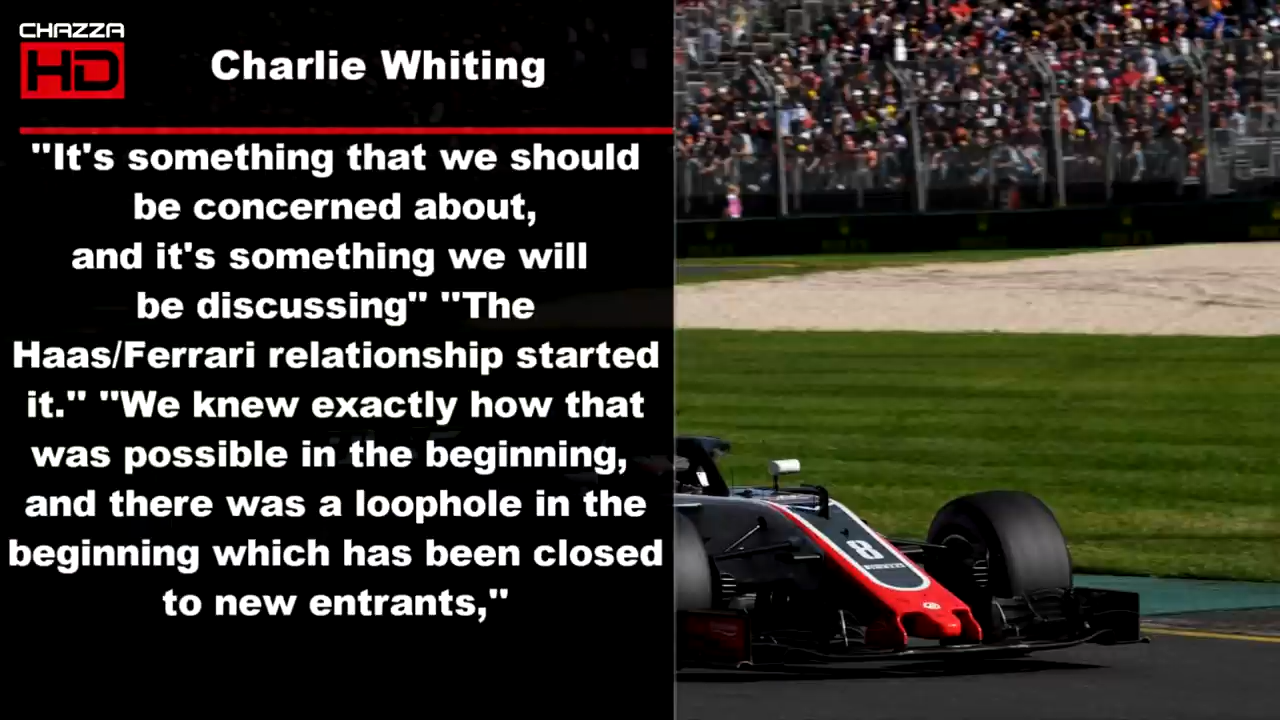 CHAZZA
HD
Charlie Whiting
"It's something that we should
be concerned about,
and it's something we will
be discussing" "The
Haas/Ferrari relationship started
it." "We knew exactly how that
was possible in the beginning,
and there was a loophole in the
beginning which has been closed
to new entrants,"
8